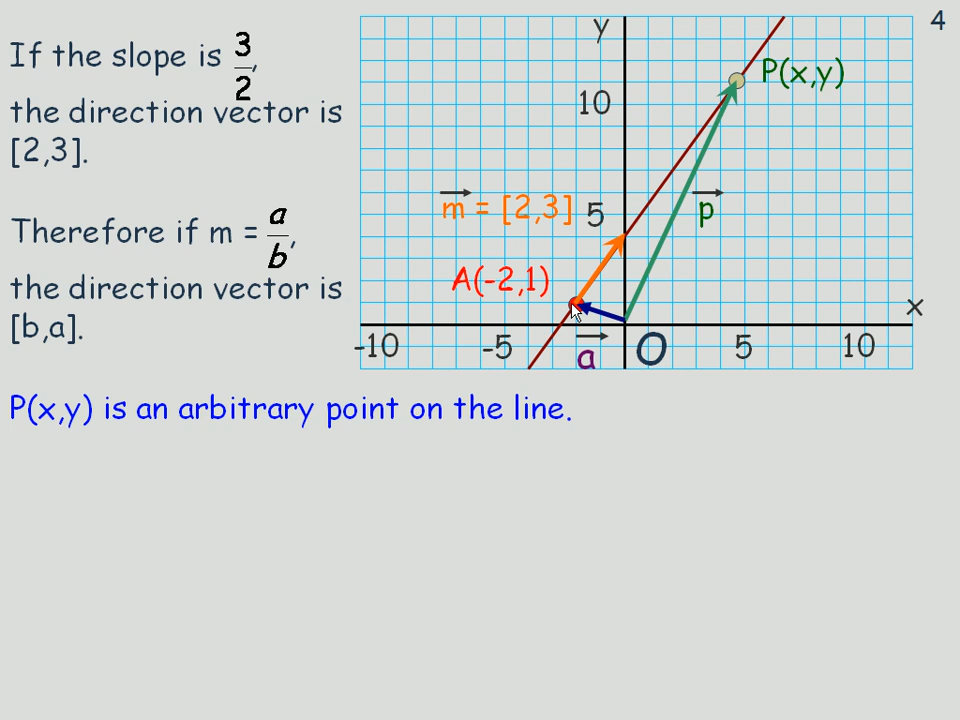 4
If the slope is 3/2,
the direction vector is
[2,3].
Therefore if m = a/b,
the direction vector is
[b,a].
P(x,y) is an arbitrary point on the line.
y
P(x,y)
10
m = [2,3]
5
p
A(-2,1)
x
-10
-5
a
O
5
10